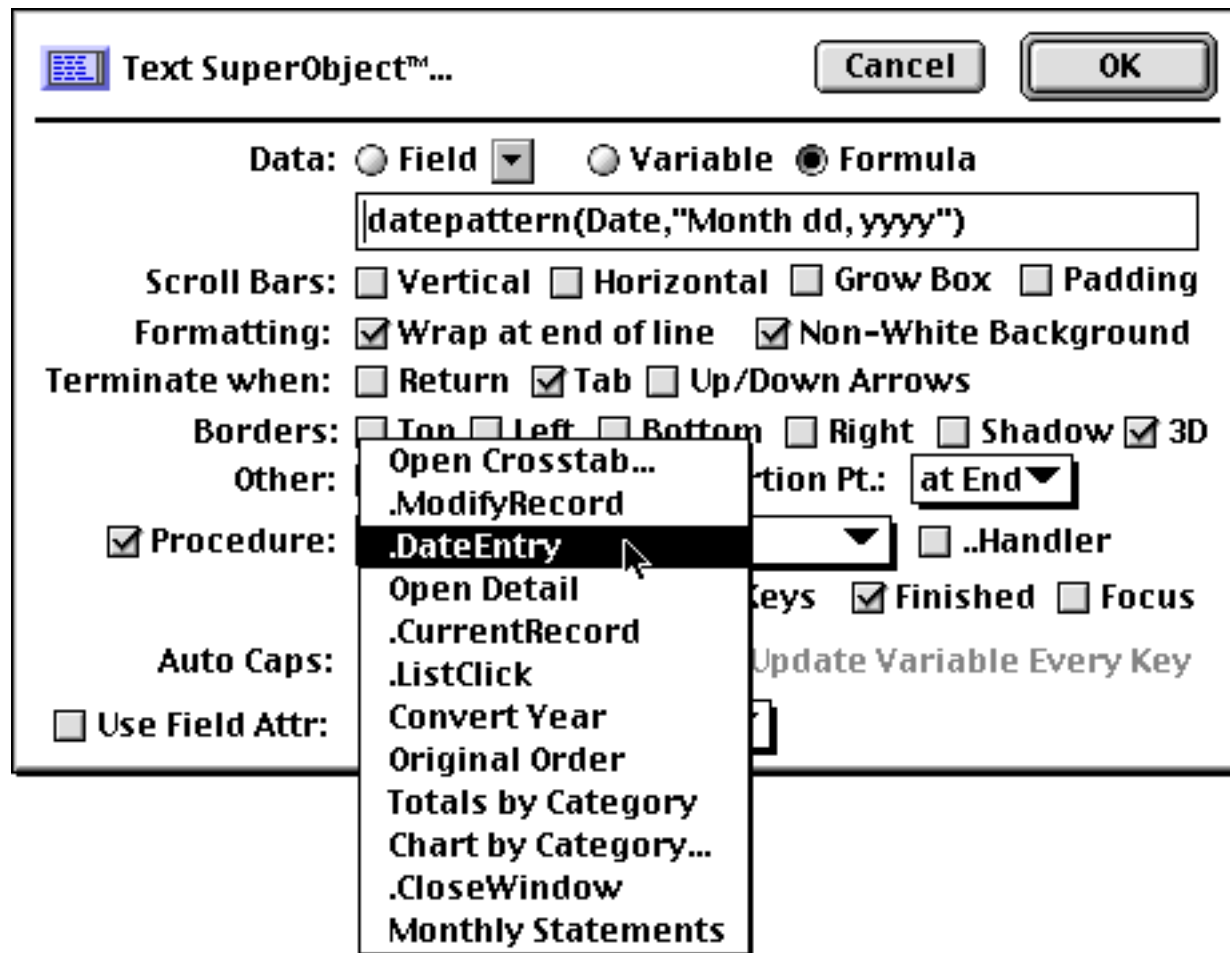 Text SuperObject™... Cancel OK
Data: Field Variable Formula
datepattern(Date,"Month dd, yyyy")
Scroll Bars: Vertical Horizontal Grow Box Padding
Formatting: Wrap at end of line Non-White Background
Terminate when: Return Tab Up/Down Arrows
Borders: Top Left Bottom Right Shadow 3D
Other: rtion Pt.: at End
Procedure: ..Handler
Keys Finished Focus
Auto Caps: Update Variable Every Key
Use Field Attr:
Open Crosstab...
.ModifyRecord
.DateEntry
Open Detail
.CurrentRecord
.ListClick
Convert Year
Original Order
Totals by Category
Chart by Category...
.CloseWindow
Monthly Statements